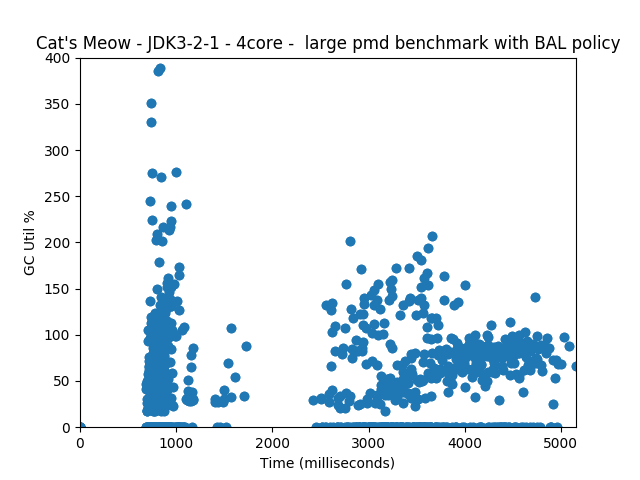 Cat's Meow - JDK3-2-1 - 4core -  large pmd benchmark with BAL policy
400
350
300
250
200
150
100
50
0
GC Util %
0 1000 2000 3000 4000 5000
Time (milliseconds)